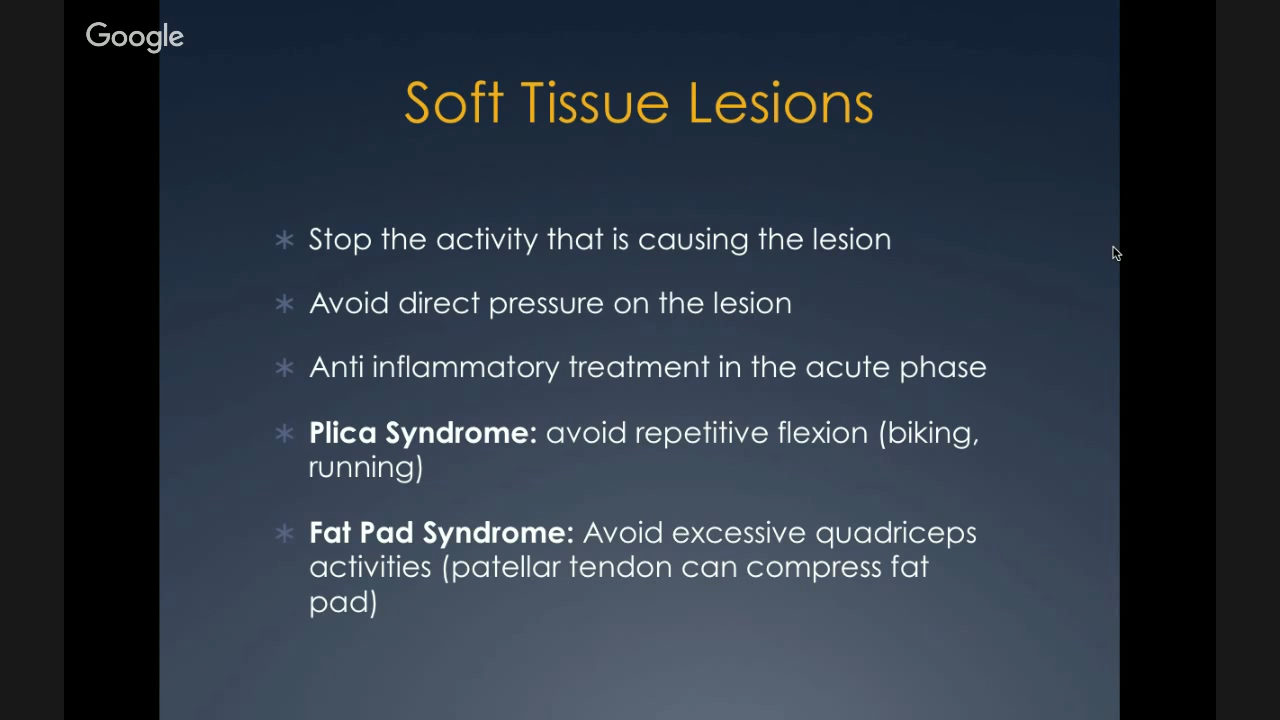 Google
Soft Tissue Lesions
Stop the activity that is causing the lesion
Avoid direct pressure on the lesion
Anti inflammatory treatment in the acute phase
Plica Syndrome: avoid repetitive flexion (biking,
running)
Fat Pad Syndrome: Avoid excessive quadriceps
activities (patellar tendon can compress fat
pad)